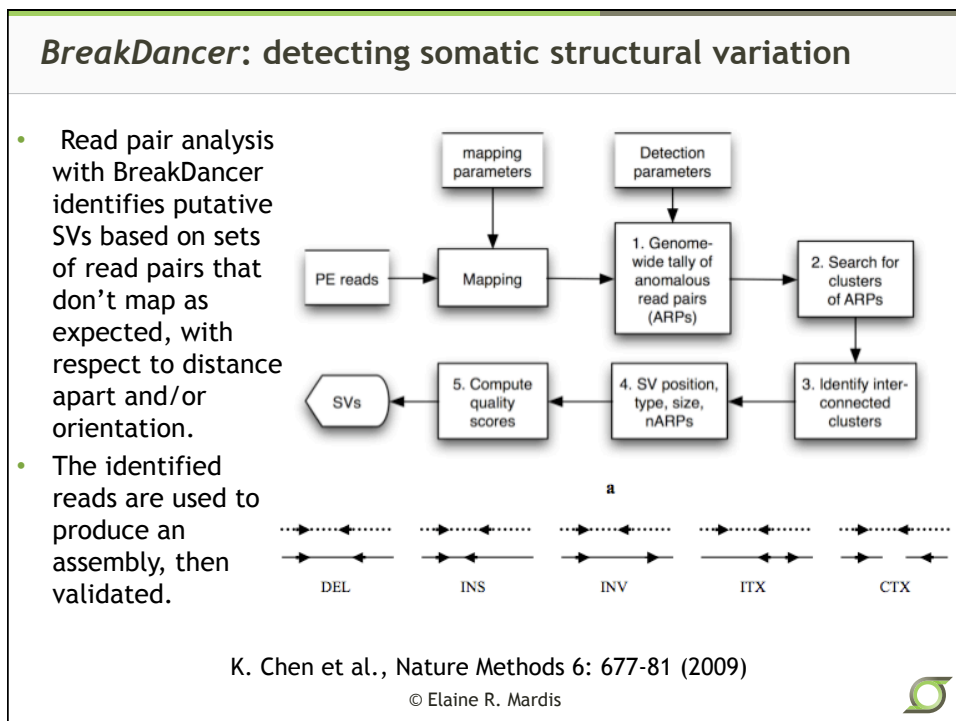 BreakDancer: detecting somatic structural variation
• Read pair analysis
with BreakDancer
identifies putative
SVs based on sets
of read pairs that
don’t map as
expected, with
respect to distance
apart and/or
orientation.
• The identified
reads are used to
produce an
assembly, then
validated.
mapping
parameters
Detection
parameters
PE reads
Mapping
1. Genome-
wide tally of
anomalous
read pairs
(ARPs)
2. Search for
clusters
of ARPs
SVs
5. Compute
quality
scores
4. SV position,
type, size,
nARPs
3. Identify inter-
connected
clusters
a
DEL
INS
INV
ITX
CTX
K. Chen et al., Nature Methods 6: 677-81 (2009)
© Elaine R. Mardis